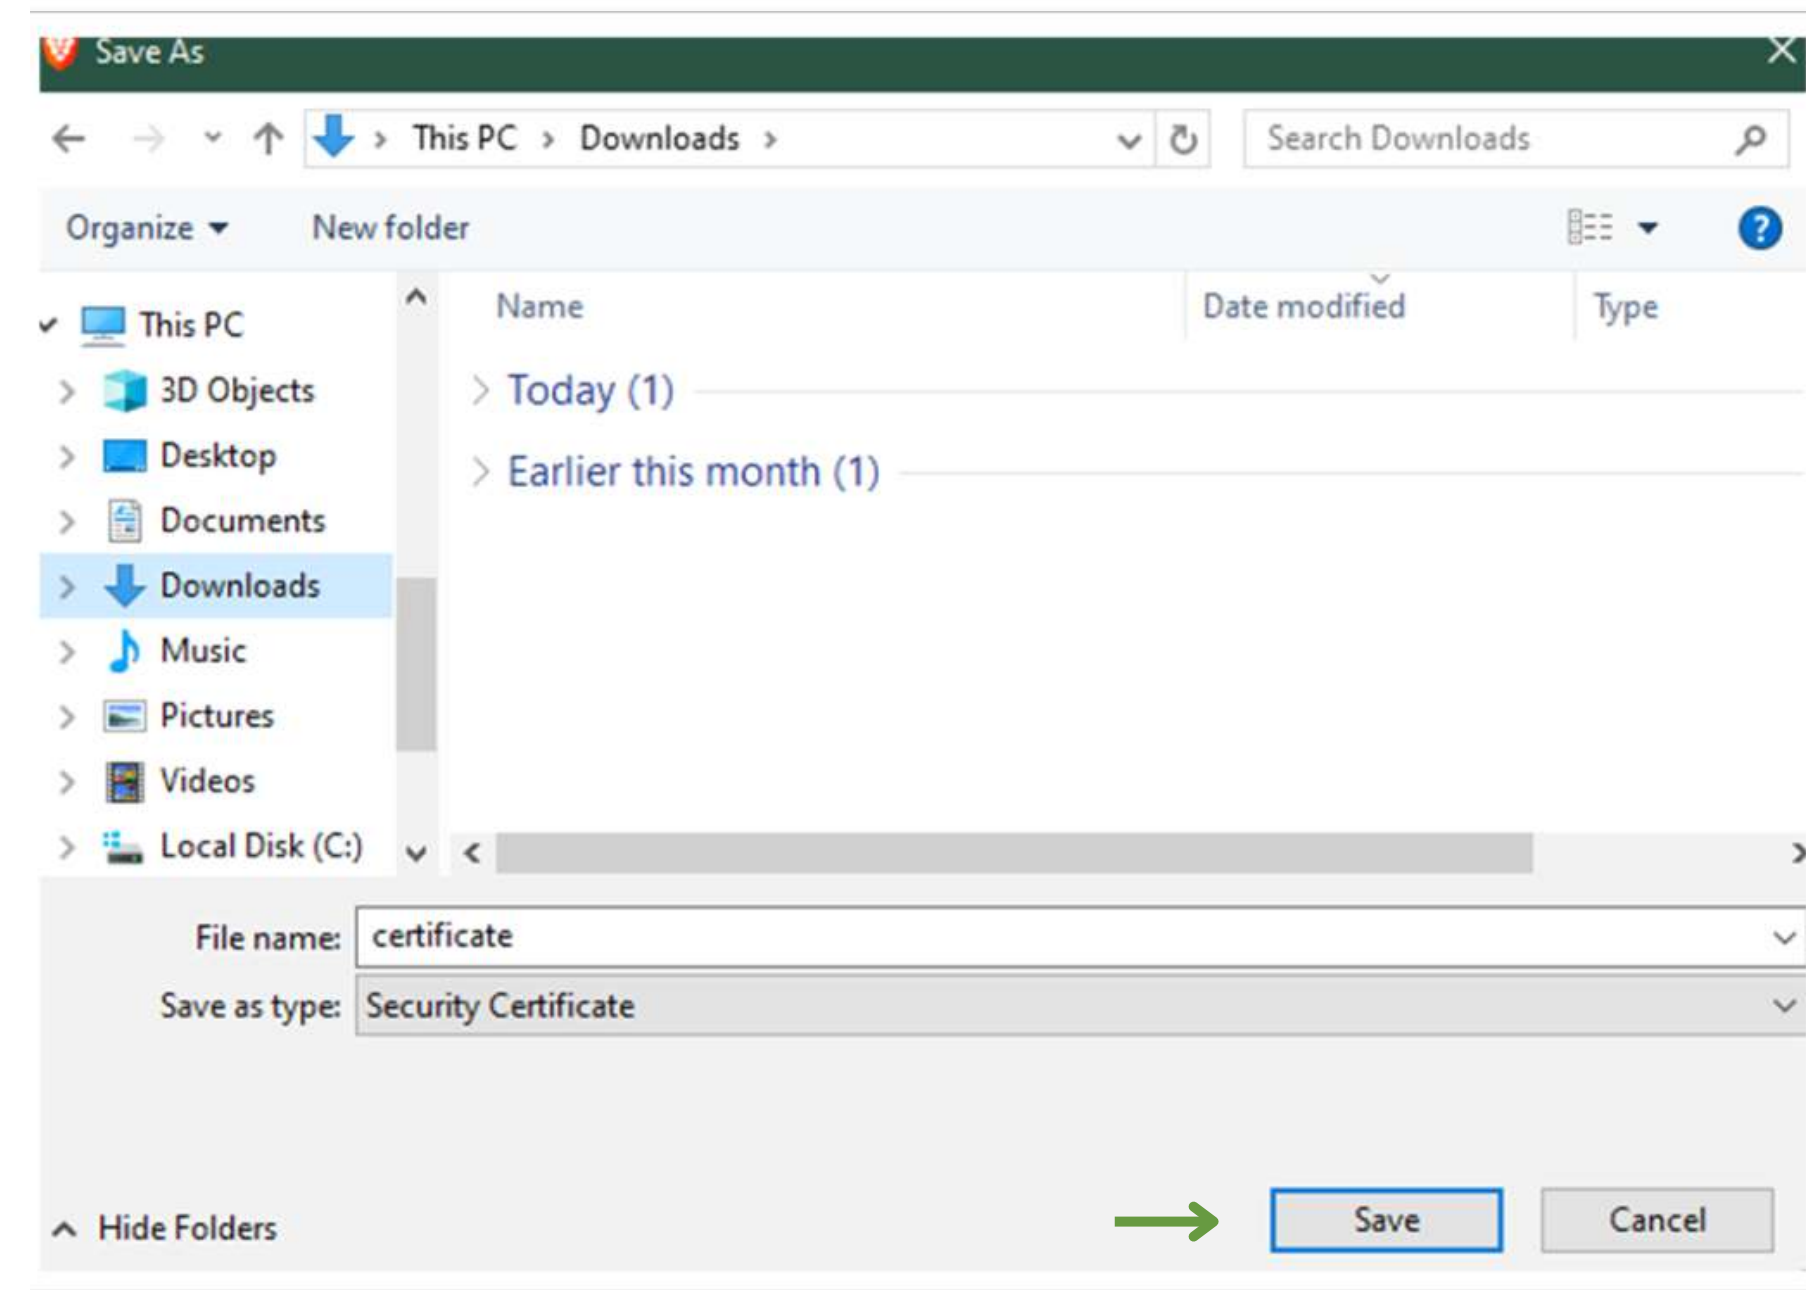 Save As
This PC > Downloads >
Search Downloads
Organize
New folder
?
Name
Date modified
Type
This PC
3D Objects
Desktop
Documents
Downloads
Music
Pictures
Videos
Local Disk (C:)
Today (1)
Earlier this month (1)
File name: certificate
Save as type: Security Certificate
Hide Folders
Save
Cancel